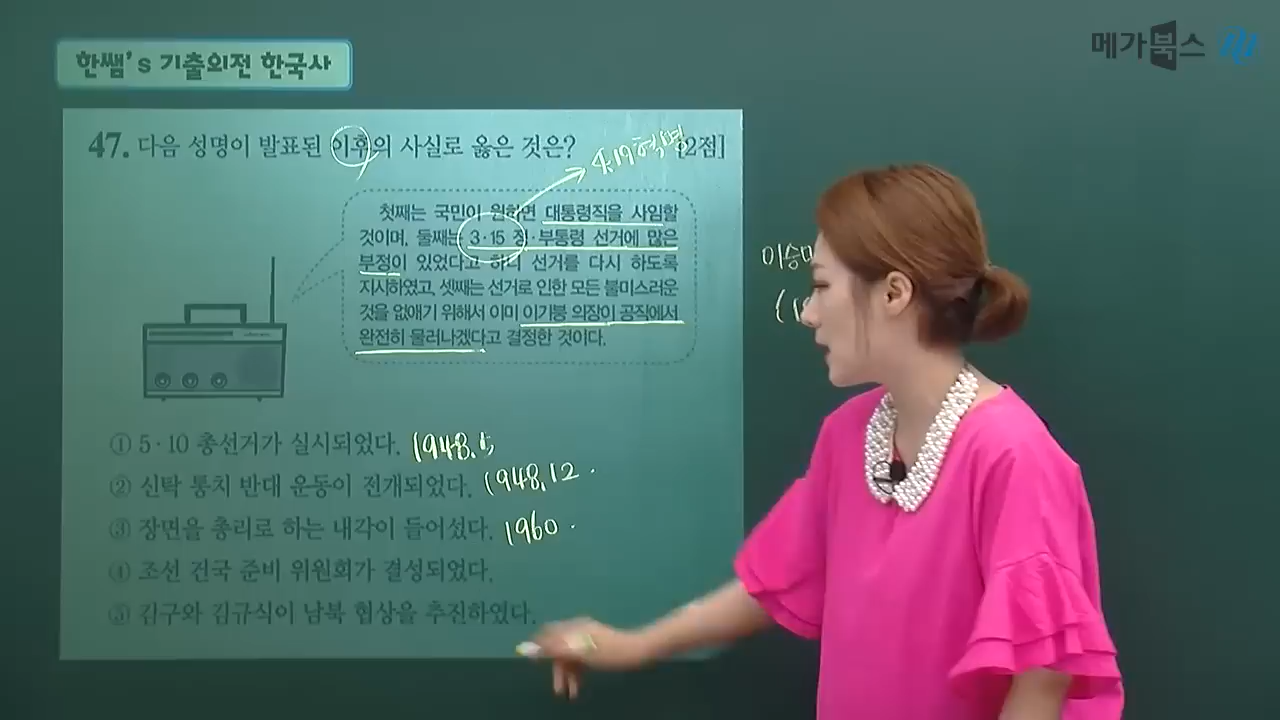 한쌤's 기출외전 한국사
메가북스
47. 다음 성명이 발표된 이후의 사실로 옳은 것은? [2점]
4.19혁명
첫째는 국민이 원하면 대통령직을 사임할
것이며, 둘째는 3·15 정·부통령 선거에 많은
부정이 있었다고 하니 선거를 다시 하도록
지시하였고, 셋째는 선거로 인한 모든 불미스러운
것을 없애기 위해서 이미 이기붕 의장이 공직에서
완전히 물러나겠다고 결정한 것이다.
이승
① 5·10 총선거가 실시되었다. 1948.5
② 신탁 통치 반대 운동이 전개되었다. 1948.12.
③ 장면을 총리로 하는 내각이 들어섰다. 1960.
④ 조선 건국 준비 위원회가 결성되었다.
⑤ 김구와 김규식이 남북 협상을 추진하였다.